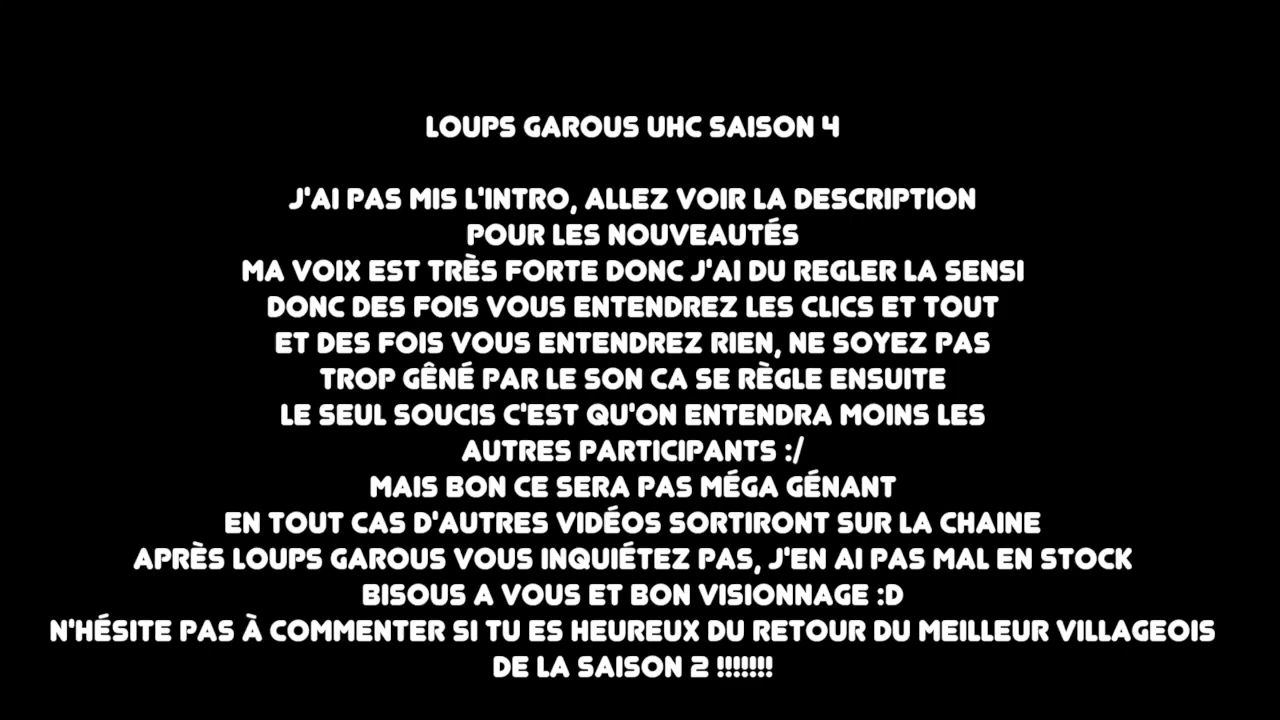 LOUPS GAROUS UHC SAISON 4
J'AI PAS MIS L'INTRO, ALLEZ VOIR LA DESCRIPTION
POUR LES NOUVEAUTÉS
MA VOIX EST TRÈS FORTE DONC J'AI DU REGLER LA SENSI
DONC DES FOIS VOUS ENTENDREZ LES CLICS ET TOUT
ET DES FOIS VOUS ENTENDREZ RIEN, NE SOYEZ PAS
TROP GÊNÉ PAR LE SON CA SE RÈGLE ENSUITE
LE SEUL SOUCIS C'EST QU'ON ENTENDRA MOINS LES
AUTRES PARTICIPANTS :/
MAIS BON CE SERA PAS MÉGA GÉNANT
EN TOUT CAS D'AUTRES VIDÉOS SORTIRONT SUR LA CHAINE
APRÈS LOUPS GAROUS VOUS INQUIÉTEZ PAS, J'EN AI PAS MAL EN STOCK
BISOUS A VOUS ET BON VISIONNAGE :D
N'HÉSITE PAS À COMMENTER SI TU ES HEUREUX DU RETOUR DU MEILLEUR VILLAGEOIS
DE LA SAISON 2 !!!!!!!